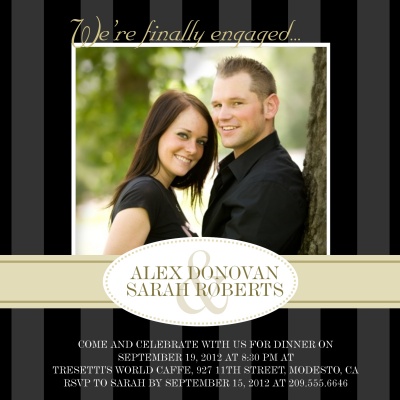 We're finally engaged...
ALEX DONOVAN
&
SARAH ROBERTS
COME AND CELEBRATE WITH US FOR DINNER ON
SEPTEMBER 19, 2012 AT 8:30 PM AT
TRESETTI'S WORLD CAFFE, 927 11TH STREET, MODESTO, CA
RSVP TO SARAH BY SEPTEMBER 15, 2012 AT 209.555.6646